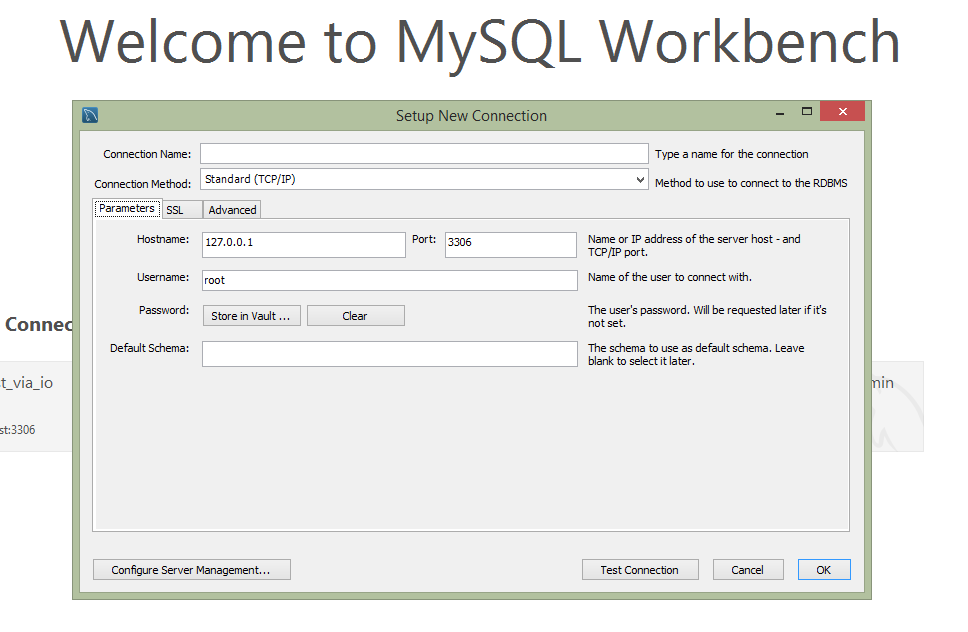 Welcome to MySQL Workbench
Setup New Connection
Connection Name: Type a name for the connection
Connection Method: Standard (TCP/IP) Method to use to connect to the RDBMS
Parameters SSL Advanced
Hostname: 127.0.0.1 Port: 3306 Name or IP address of the server host - and
TCP/IP port.
Username: root Name of the user to connect with.
Password: Store in Vault ... Clear The user's password. Will be requested later if it's
not set.
Default Schema: The schema to use as default schema. Leave
blank to select it later.
Connec
t_via_io min
st:3306
Configure Server Management... Test Connection Cancel OK